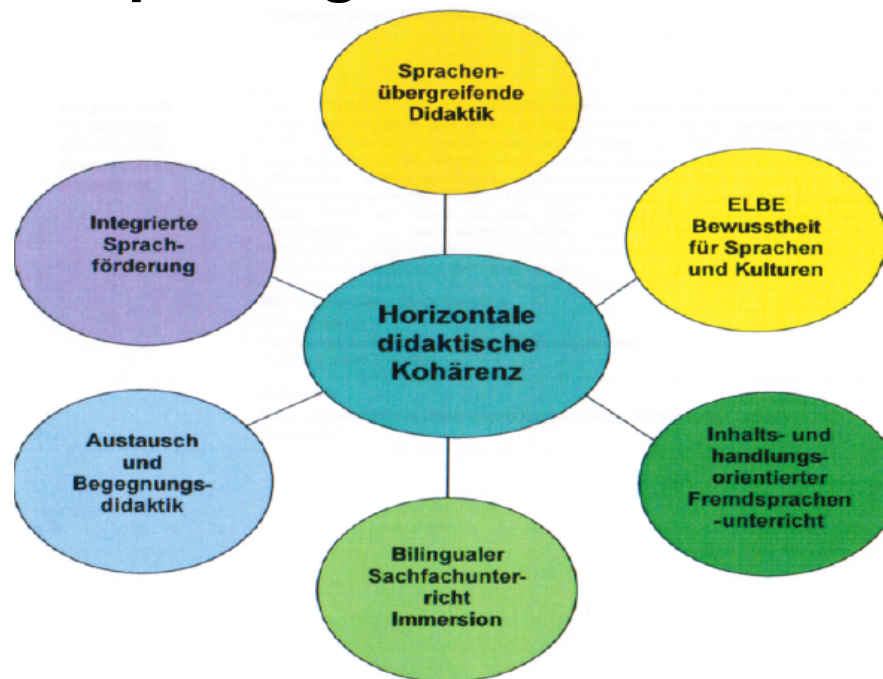 Sprachen-
übergreifende
Didaktik
ELBE
Bewusstheit
für Sprachen
und Kulturen
Integrierte
Sprach-
förderung
Horizontale
didaktische
Kohärenz
Inhalts- und
handlungs-
orientierter
Fremdsprachen
-unterricht
Austausch
und
Begegnungs-
didaktik
Bilingualer
Sachfachunter-
richt
Immersion